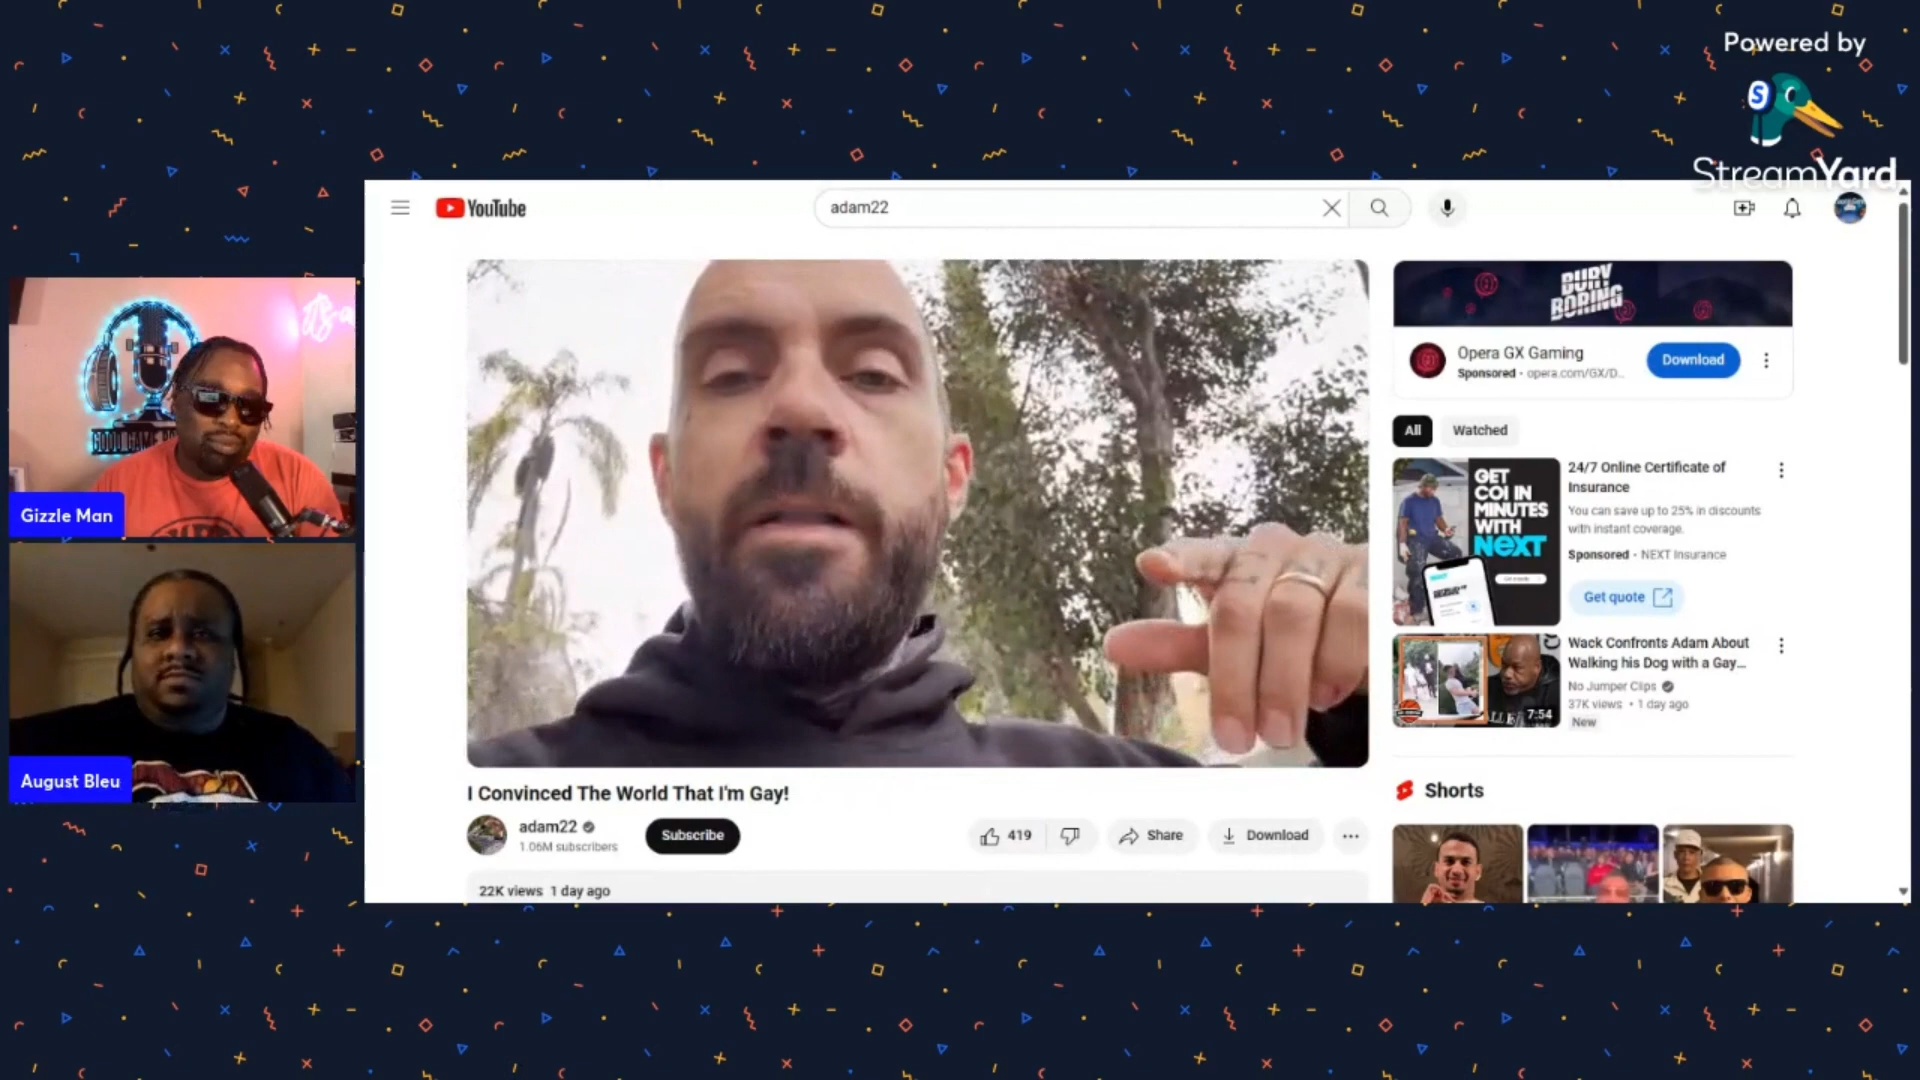 Powered by
StreamYard
YouTube
adam22
BURY
BORING
Opera GX Gaming
Sponsored · opera.com/GX/D...
Download
All
Watched
GET
COI IN
MINUTES
WITH
NEXT
24/7 Online Certificate of
Insurance
You can save up to 25% in discounts
with instant coverage.
Sponsored · NEXT Insurance
Get quote
Wack Confronts Adam About
Walking his Dog with a Gay...
No Jumper Clips
37K views • 1 day ago
New
7:54
Shorts
GOOD GAME
Gizzle Man
August Bleu
I Convinced The World That I'm Gay!
adam22
1.06M subscribers
Subscribe
419
Share
Download
22K views 1 day ago